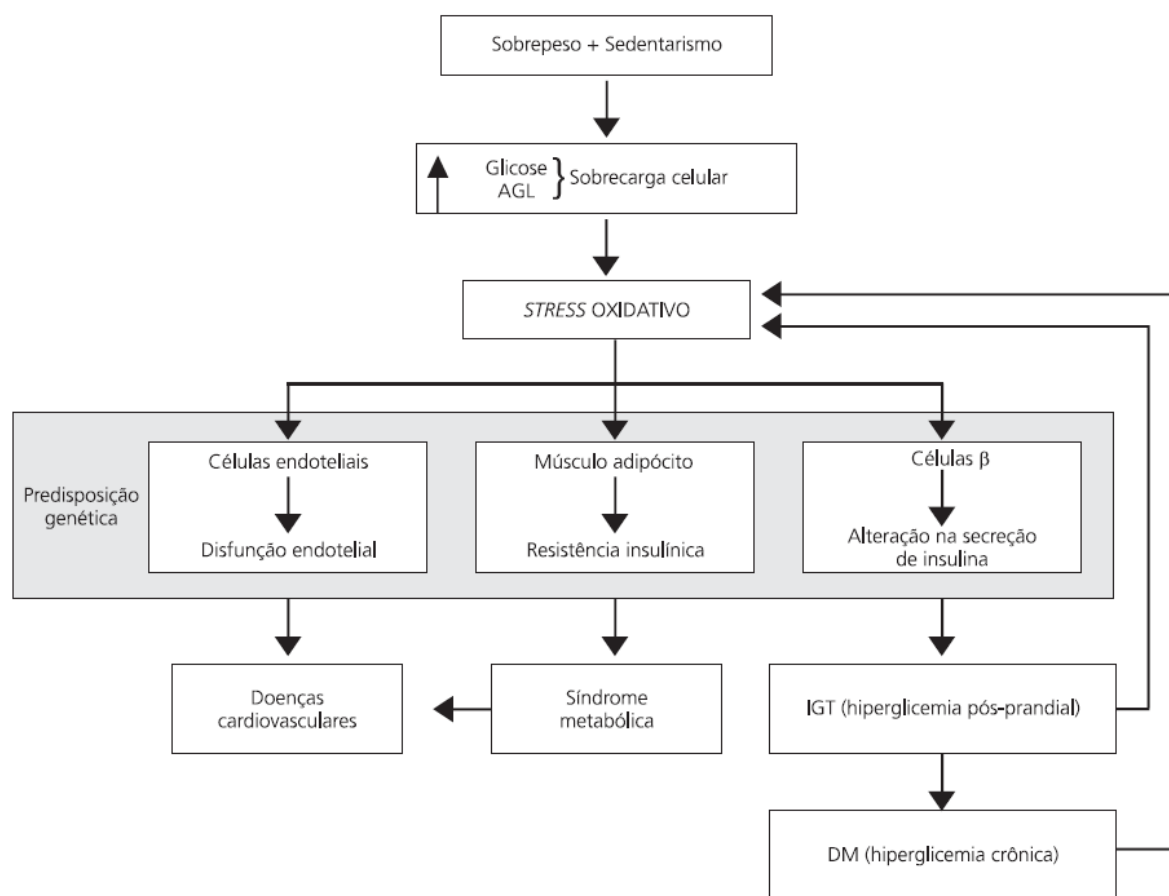 Sobrepeso + Sedentarismo
Glicose
AGL
} Sobrecarga celular
STRESS OXIDATIVO
Predisposição
genética
Células endoteliais
Disfunção endotelial
Músculo adipócito
Resistência insulínica
Células β
Alteração na secreção
de insulina
Doenças
cardiovasculares
Síndrome
metabólica
IGT (hiperglicemia pós-prandial)
DM (hiperglicemia crônica)